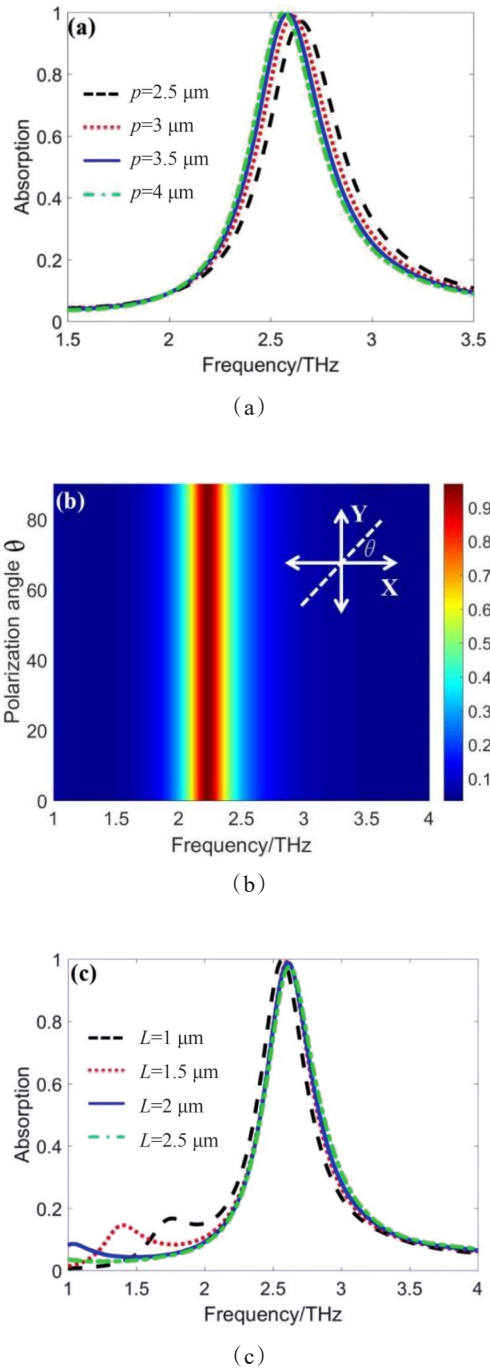 (a)
1
0.8
0.6
0.4
0.2
0
Absorption
p=2.5 μm
p=3 μm
p=3.5 μm
p=4 μm
1.5 2 2.5 3 3.5
Frequency/THz
（a）
(b)
80
60
40
20
0
Polarization angle θ
Y
θ
X
0.9
0.8
0.7
0.6
0.5
0.4
0.3
0.2
0.1
1 1.5 2 2.5 3 3.5 4
Frequency/THz
（b）
(c)
1
0.8
0.6
0.4
0.2
0
Absorption
L=1 μm
L=1.5 μm
L=2 μm
L=2.5 μm
1 1.5 2 2.5 3 3.5 4
Frequency/THz
（c）